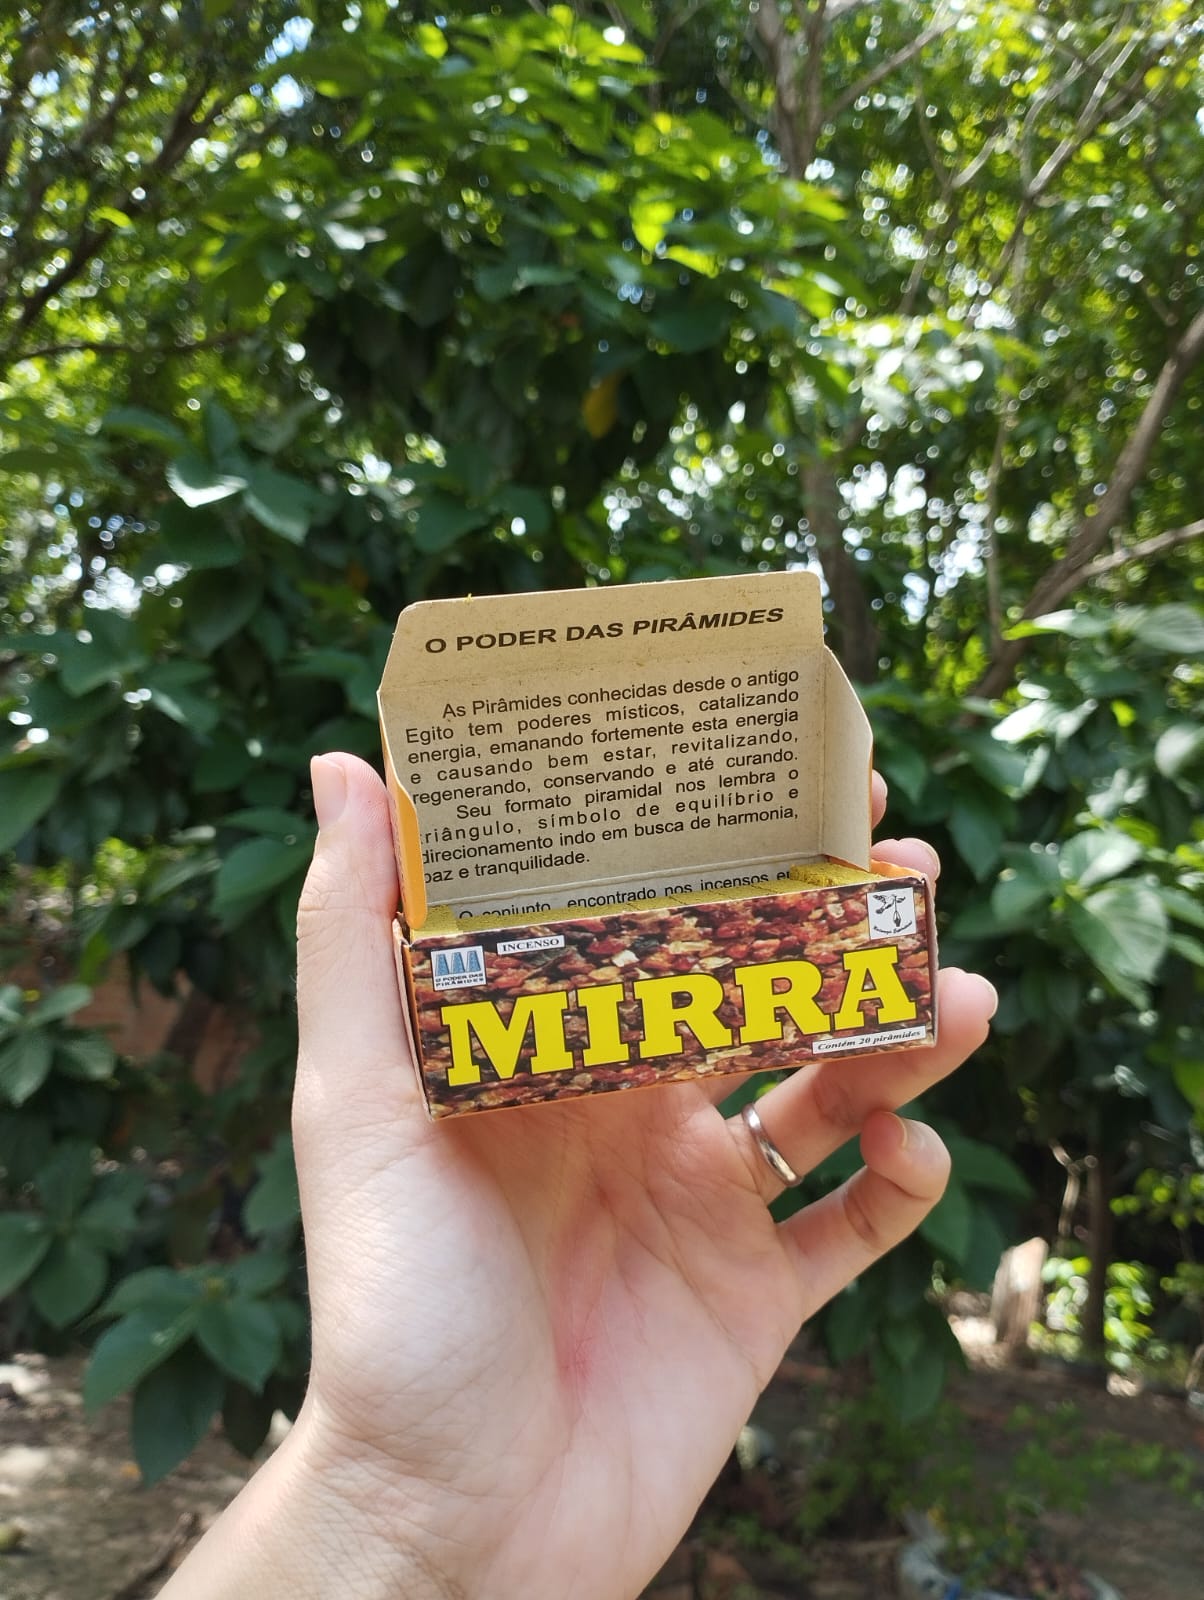 O PODER DAS PIRÂMIDES
As Pirâmides conhecidas desde o antigo
Egito tem poderes místicos, catalizando
energia, emanando fortemente esta energia
e causando bem estar, revitalizando,
regenerando, conservando e até curando.
Seu formato piramidal nos lembra o
riângulo, símbolo de equilíbrio e
direcionamento indo em busca de harmonia,
paz e tranquilidade.
O conjunto encontrado nos incensos
INCENSO
O PODER DAS
PIRÂMIDES
MIRRA
Contém 20 pirâmides